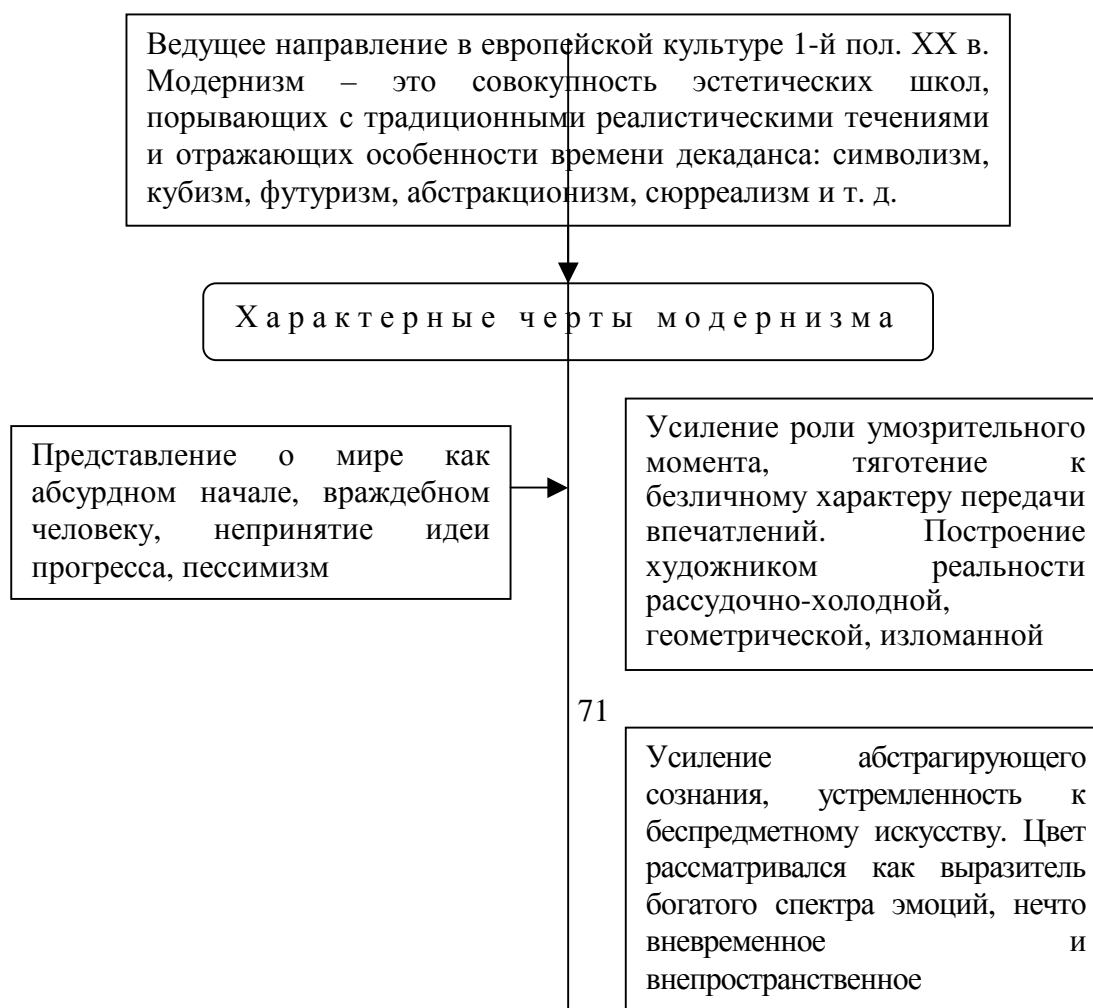 Ведущее направление в европейской культуре 1-й пол. XX в.
Модернизм – это совокупность эстетических школ,
порывающих с традиционными реалистическими течениями
и отражающих особенности времени декаданса: символизм,
кубизм, футуризм, абстракционизм, сюрреализм и т. д.
Характерные черты модернизма
Представление о мире как
абсурдном начале, враждебном
человеку, непринятие идеи
прогресса, пессимизм
Усиление роли умозрительного
момента, тяготение к
безличному характеру передачи
впечатлений. Построение
художником реальности
рассудочно-холодной,
геометрической, изломанной
71
Усиление абстрагирующего
сознания, устремленность к
беспредметному искусству. Цвет
рассматривался как выразитель
богатого спектра эмоций, нечто
вневременное и
внепространственное